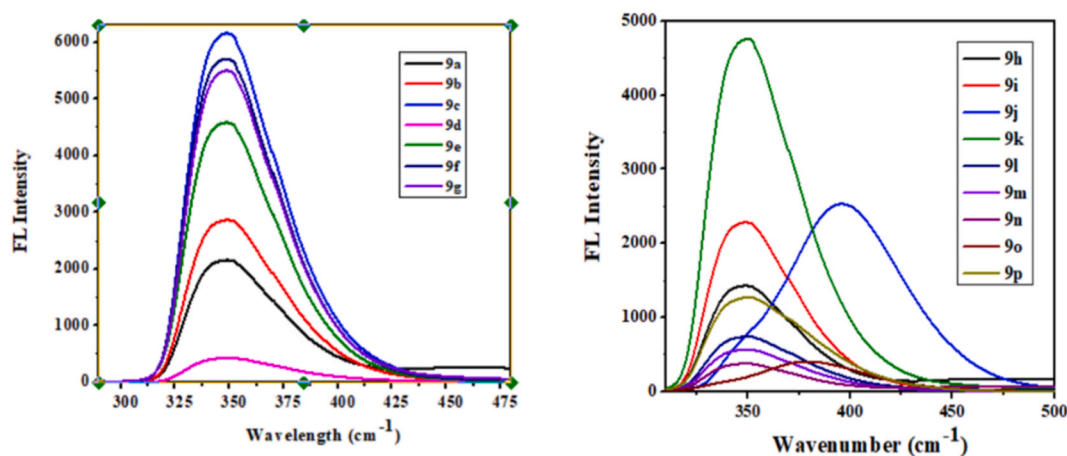 6000
5000
4000
3000
2000
1000
0
FL Intensity
300 325 350 375 400 425 450 475
Wavelength (cm-1)
9a
9b
9c
9d
9e
9f
9g
5000
4000
3000
2000
1000
0
FL Intensity
350 400 450 500
Wavenumber (cm-1)
9h
9i
9j
9k
9l
9m
9n
9o
9p